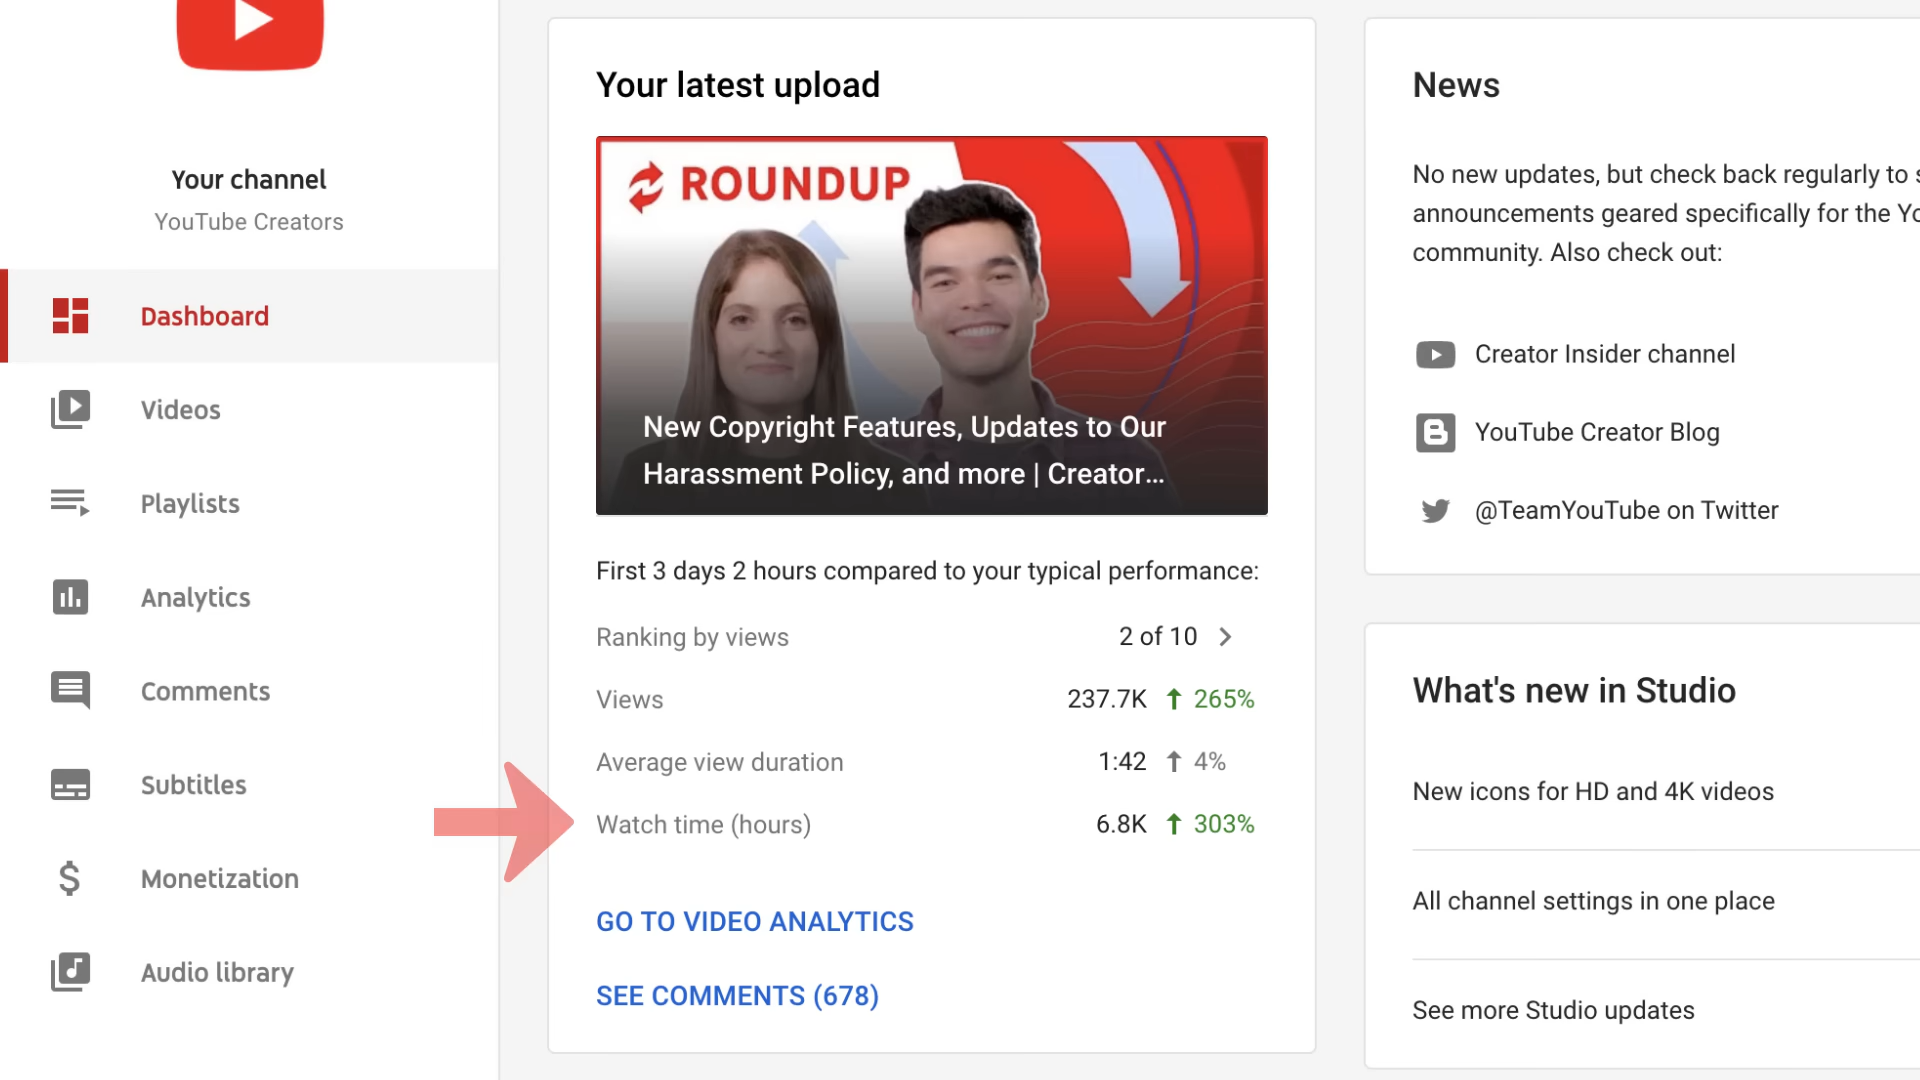 Your channel
YouTube Creators
Dashboard
Videos
Playlists
Analytics
Comments
Subtitles
Monetization
Audio library
Your latest upload
ROUNDUP
New Copyright Features, Updates to Our
Harassment Policy, and more | Creator...
First 3 days 2 hours compared to your typical performance:
Ranking by views 2 of 10
Views 237.7K 265%
Average view duration 1:42 4%
Watch time (hours) 6.8K 303%
GO TO VIDEO ANALYTICS
SEE COMMENTS (678)
News
No new updates, but check back regularly to
announcements geared specifically for the
community. Also check out:
Creator Insider channel
YouTube Creator Blog
@TeamYouTube on Twitter
What's new in Studio
New icons for HD and 4K videos
All channel settings in one place
See more Studio updates